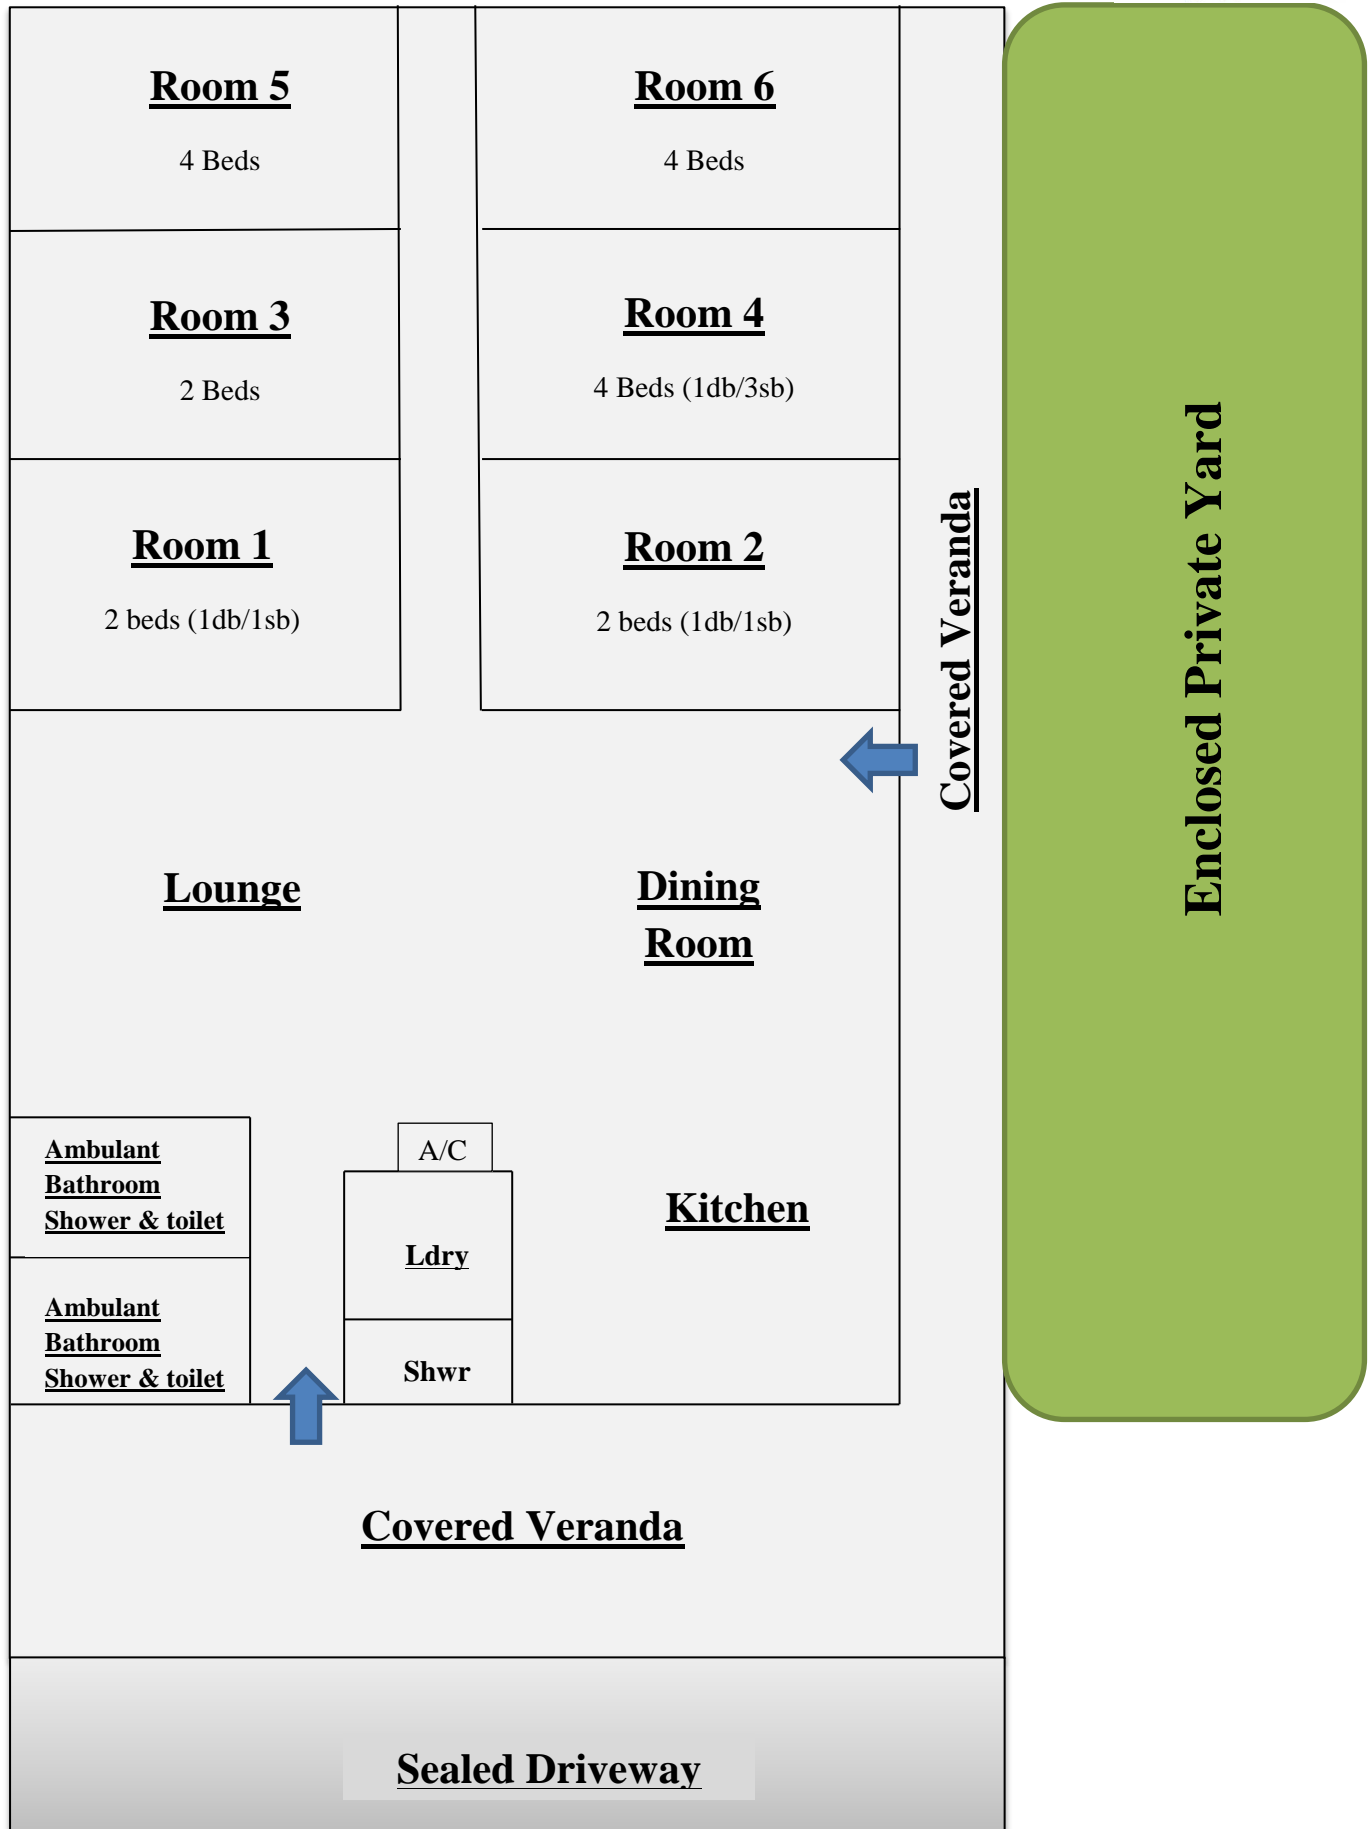 Room 5
4 Beds
Room 6
4 Beds
Room 3
2 Beds
Room 4
4 Beds (1db/3sb)
Room 1
2 beds (1db/1sb)
Room 2
2 beds (1db/1sb)
Covered Veranda
Enclosed Private Yard
Lounge
Dining
Room
Ambulant
Bathroom
Shower & toilet
A/C
Ldry
Kitchen
Ambulant
Bathroom
Shower & toilet
Shwr
Covered Veranda
Sealed Driveway